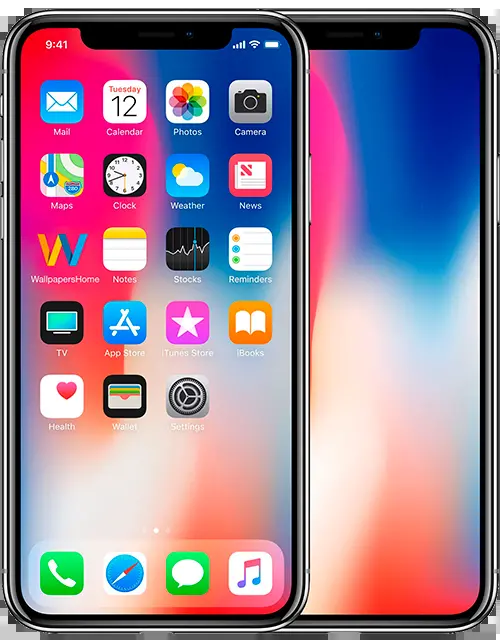 9:41
Tuesday
12
Mail Calendar Photos Camera
280
Maps Clock Weather News
W
WallpapersHome Notes Stocks Reminders
TV App Store iTunes Store iBooks
Health Wallet Settings